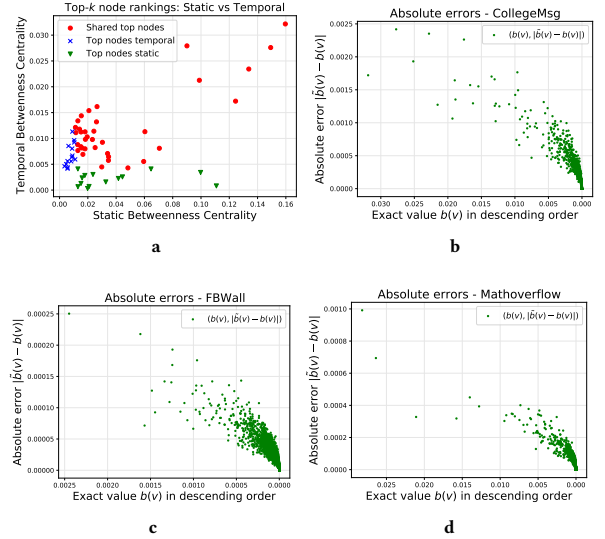 Top-k node rankings: Static vs Temporal
Shared top nodes
Top nodes temporal
Top nodes static
Temporal Betwenness Centrality
0.030
0.025
0.020
0.015
0.010
0.005
0.000
0.00 0.02 0.04 0.06 0.08 0.10 0.12 0.14 0.16
Static Betweenness Centrality
a
Absolute errors - CollegeMsg
(b(v), |b̃(v) − b(v)|)
Absolute error |b̃(v) − b(v)|
0.0025
0.0020
0.0015
0.0010
0.0005
0.0000
0.030 0.025 0.020 0.015 0.010 0.005 0.000
Exact value b(v) in descending order
b
Absolute errors - FBWall
(b(v), |b̃(v) − b(v)|)
Absolute error |b̃(v) − b(v)|
0.00025
0.00020
0.00015
0.00010
0.00005
0.00000
0.0025 0.0020 0.0015 0.0010 0.0005 0.0000
Exact value b(v) in descending order
c
Absolute errors - Mathoverflow
(b(v), |b̃(v) − b(v)|)
Absolute error |b̃(v) − b(v)|
0.0010
0.0008
0.0006
0.0004
0.0002
0.0000
0.025 0.020 0.015 0.010 0.005 0.000
Exact value b(v) in descending order
d